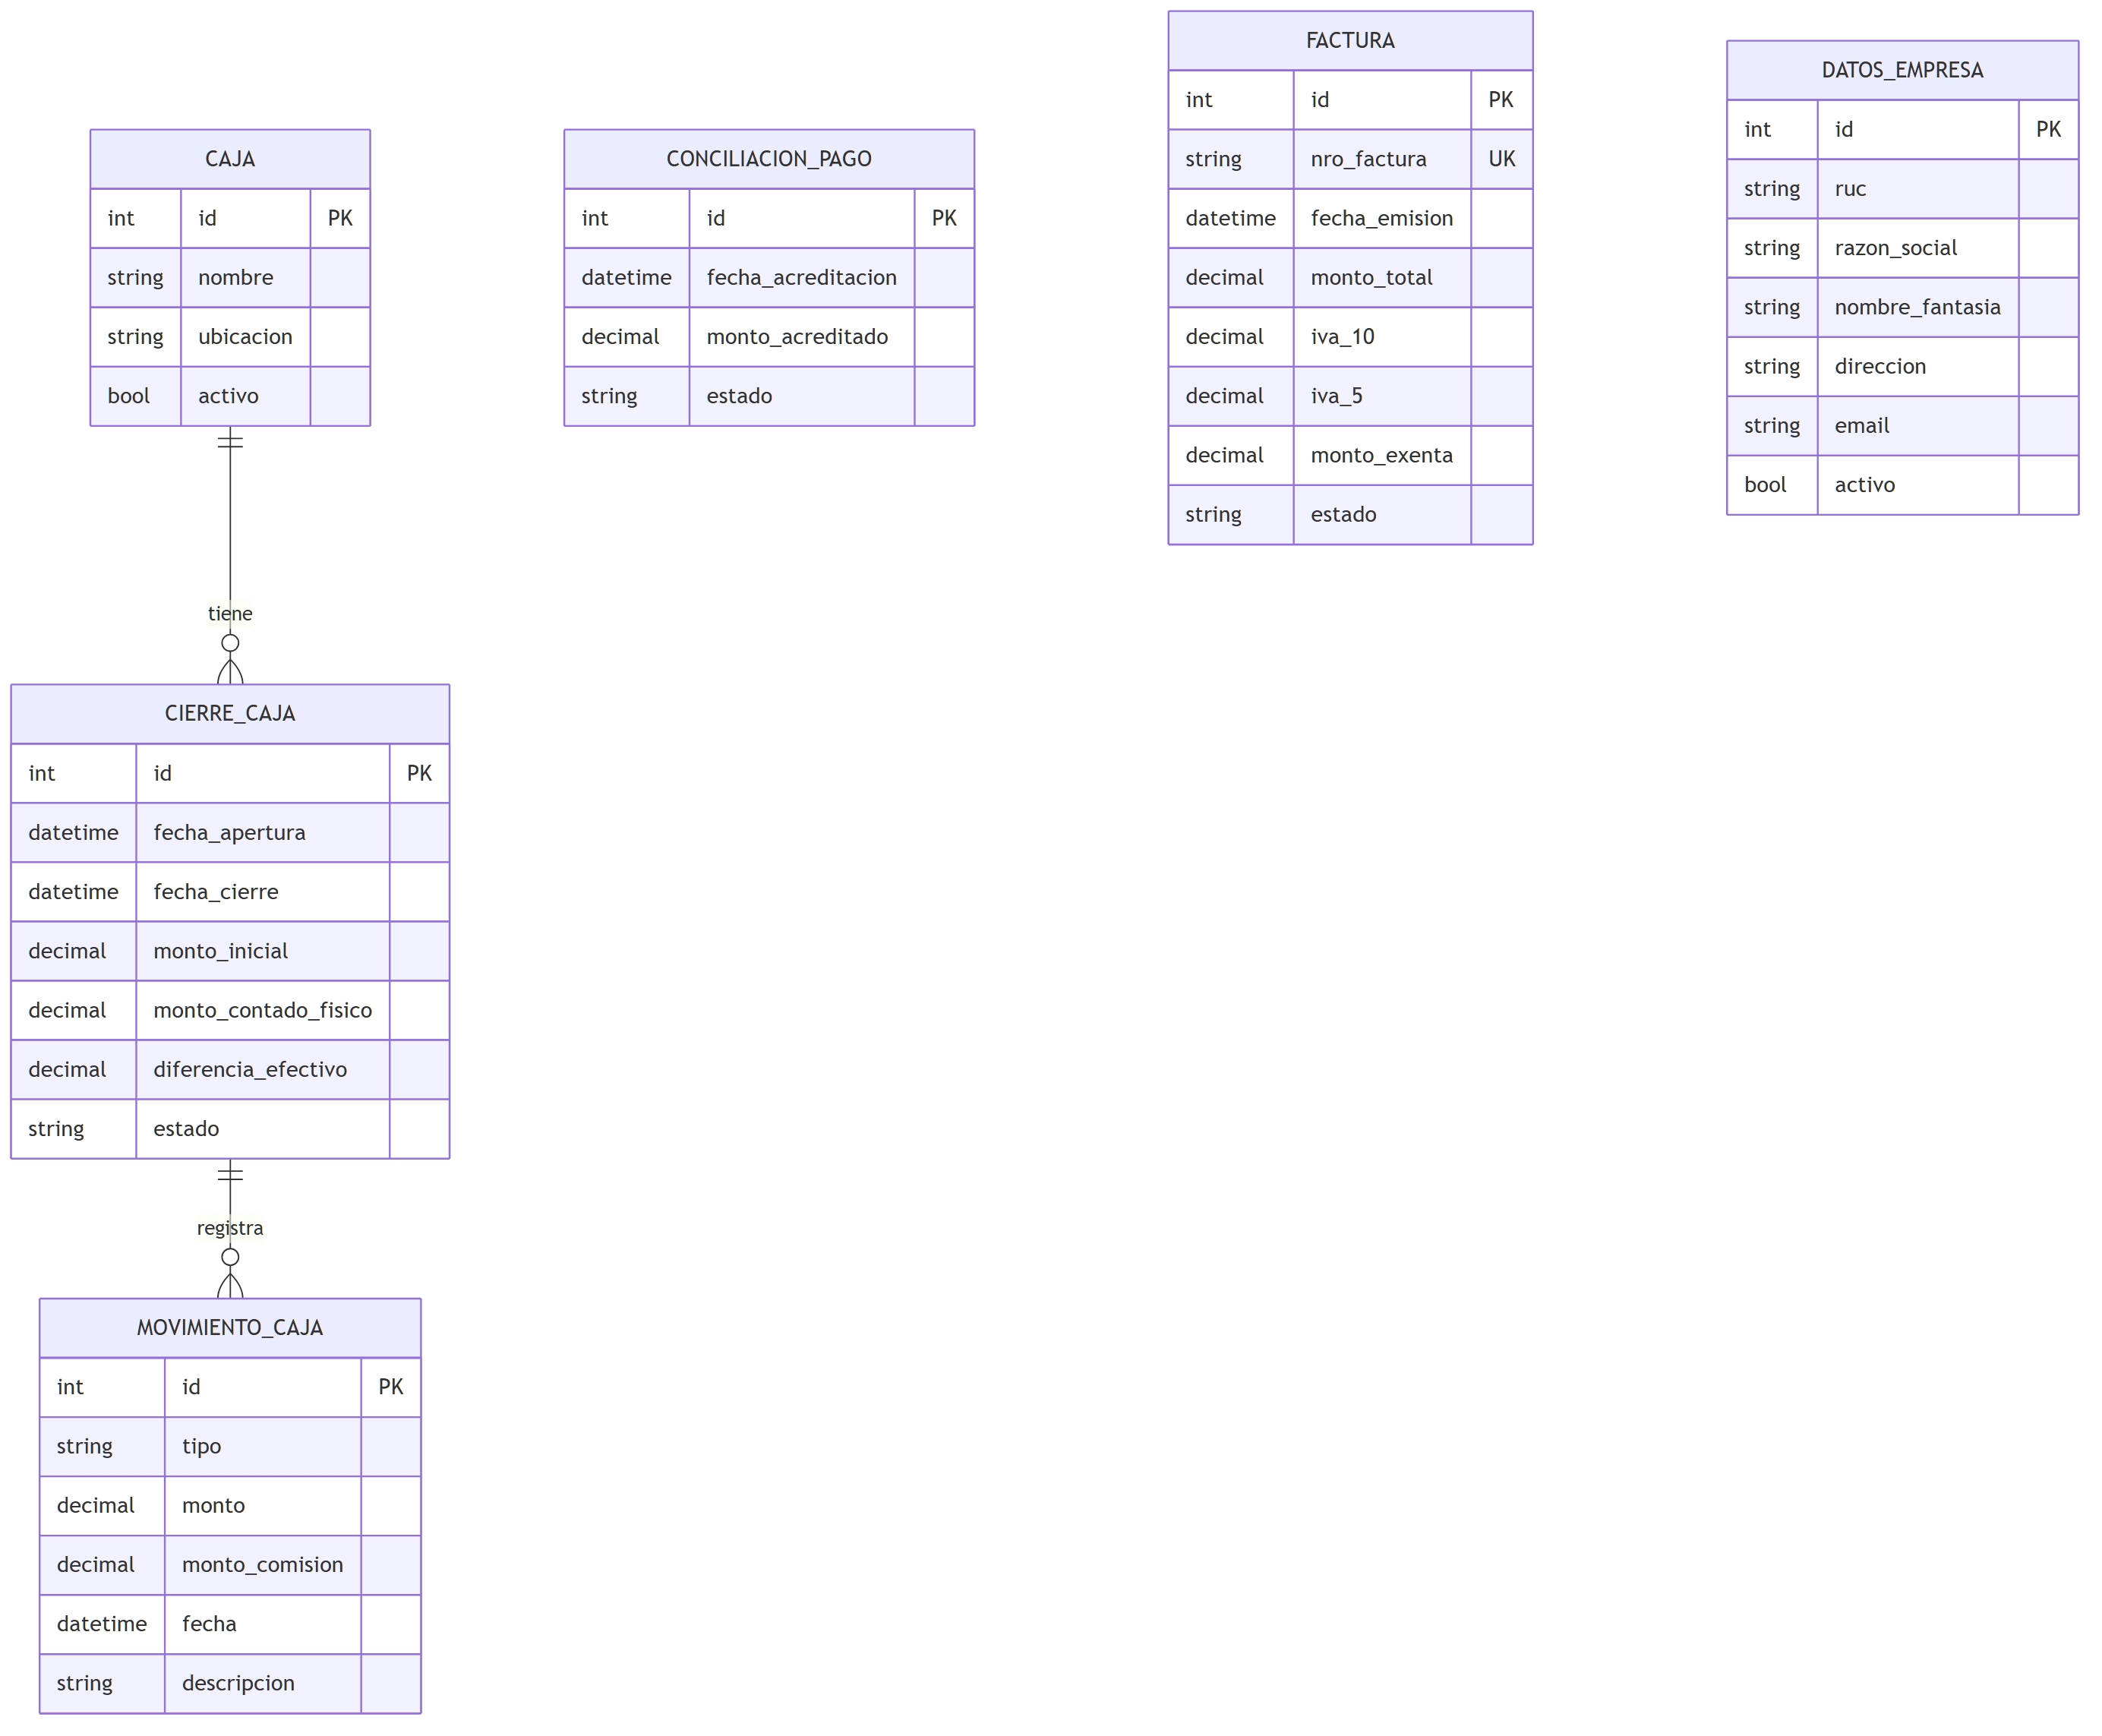 CAJA
int id PK
string nombre
string ubicacion
bool activo
CONCILIACION_PAGO
int id PK
datetime fecha_acreditacion
decimal monto_acreditado
string estado
FACTURA
int id PK
string nro_factura UK
datetime fecha_emision
decimal monto_total
decimal iva_10
decimal iva_5
decimal monto_exenta
string estado
DATOS_EMPRESA
int id PK
string ruc
string razon_social
string nombre_fantasia
string direccion
string email
bool activo
tiene
CIERRE_CAJA
int id PK
datetime fecha_apertura
datetime fecha_cierre
decimal monto_inicial
decimal monto_contado_fisico
decimal diferencia_efectivo
string estado
registra
MOVIMIENTO_CAJA
int id PK
string tipo
decimal monto
decimal monto_comision
datetime fecha
string descripcion